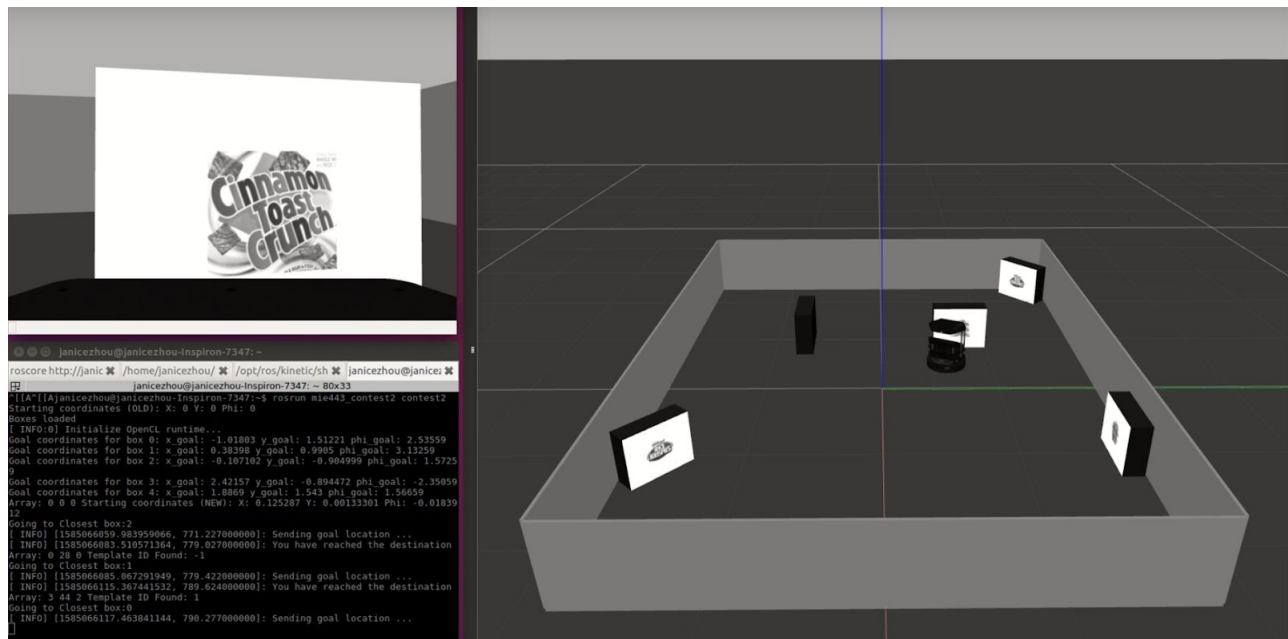 Cinnamon
Toast
Crunch
janicezhou@janicezhou-Inspiron-7347: ~
roscore http://janic ✖ /home/janicezhou/ ✖ /opt/ros/kinetic/sh ✖ janicezhou@janicez: ✖
janicezhou@janicezhou-Inspiron-7347: ~ 80x33
^[[A^[[Ajanicezhou@janicezhou-Inspiron-7347:~$ rosrun mie443_contest2 contest2
Starting coordinates (OLD): X: 0 Y: 0 Phi: 0
Boxes loaded
[ INFO:0] Initialize OpenCL runtime...
Goal coordinates for box 0: x_goal: -1.01803 y_goal: 1.51221 phi_goal: 2.53559
Goal coordinates for box 1: x_goal: 0.38398 y_goal: 0.9905 phi_goal: 3.13259
Goal coordinates for box 2: x_goal: -0.107102 y_goal: -0.904999 phi_goal: 1.5725
9
Goal coordinates for box 3: x_goal: 2.42157 y_goal: -0.894472 phi_goal: -2.35059
Goal coordinates for box 4: x_goal: 1.8869 y_goal: 1.543 phi_goal: 1.56659
Array: 0 0 0 Starting coordinates (NEW): X: 0.125287 Y: 0.00133301 Phi: -0.01839
12
Going to Closest box:2
[ INFO] [1585066059.983959066, 771.227000000]: Sending goal location ...
[ INFO] [1585066083.510571364, 779.027000000]: You have reached the destination
Array: 0 28 0 Template ID Found: -1
Going to Closest box:1
[ INFO] [1585066085.067291949, 779.422000000]: Sending goal location ...
[ INFO] [1585066115.367441532, 789.624000000]: You have reached the destination
Array: 3 44 2 Template ID Found: 1
Going to Closest box:0
[ INFO] [1585066117.463841144, 790.277000000]: Sending goal location ...